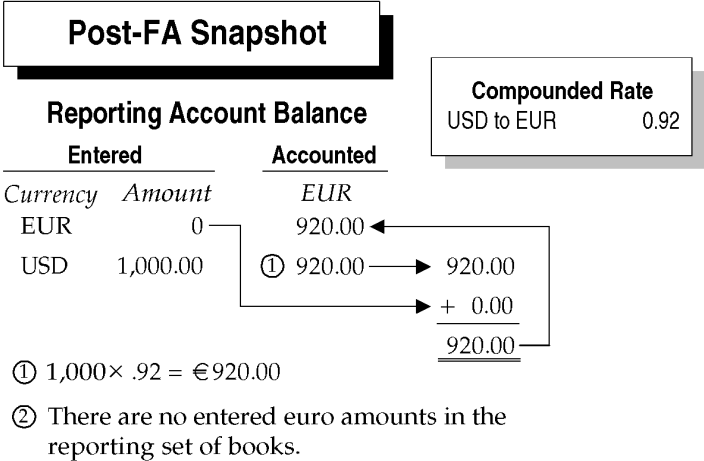 Post-FA Snapshot
Compounded Rate
USD to EUR 0.92
Reporting Account Balance
Entered Accounted
Currency Amount EUR
EUR 0 920.00
USD 1,000.00 ① 920.00 920.00
+ 0.00
920.00
① 1,000× .92 = €920.00
② There are no entered euro amounts in the
reporting set of books.